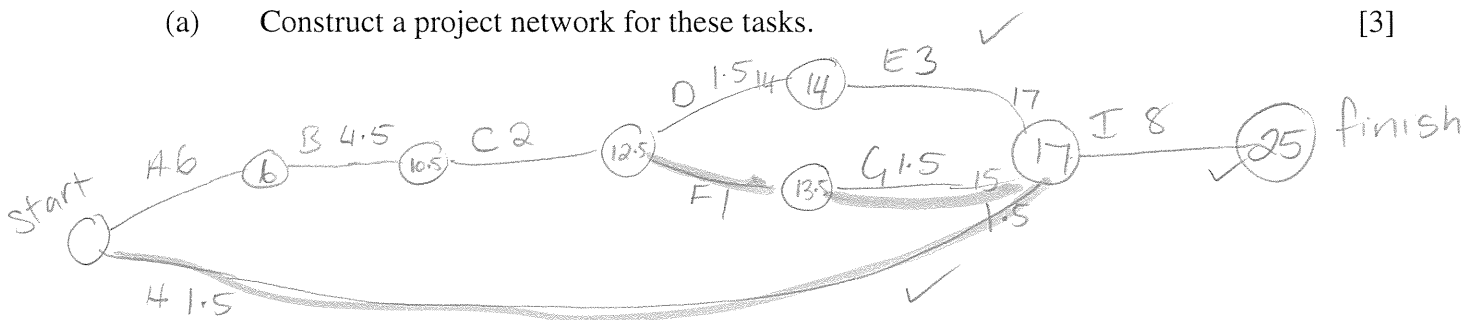 (a) Construct a project network for these tasks. [3]
start A 6 6 B 4.5 10.5 C 2 12.5 D 1.5 14 14 E 3 17
F 1 13.5 G 1.5 15 17 I 8 25 finish
H 1.5 1.5